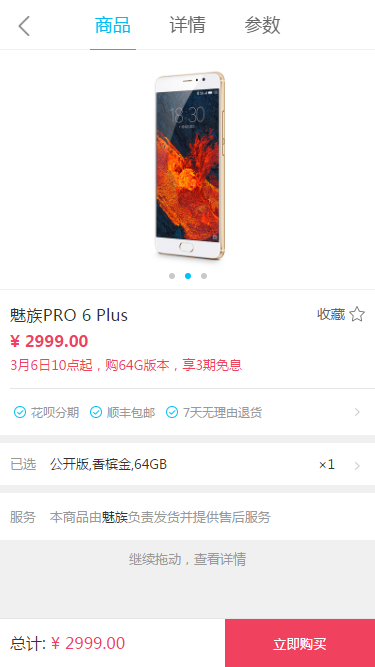 商品 详情 参数
18:30
魅族PRO 6 Plus 收藏
¥ 2999.00
3月6日10点起，购64G版本，享3期免息
花呗分期 顺丰包邮 7天无理由退货
已选 公开版,香槟金,64GB ×1
服务 本商品由魅族负责发货并提供售后服务
继续拖动，查看详情
总计: ¥ 2999.00 立即购买